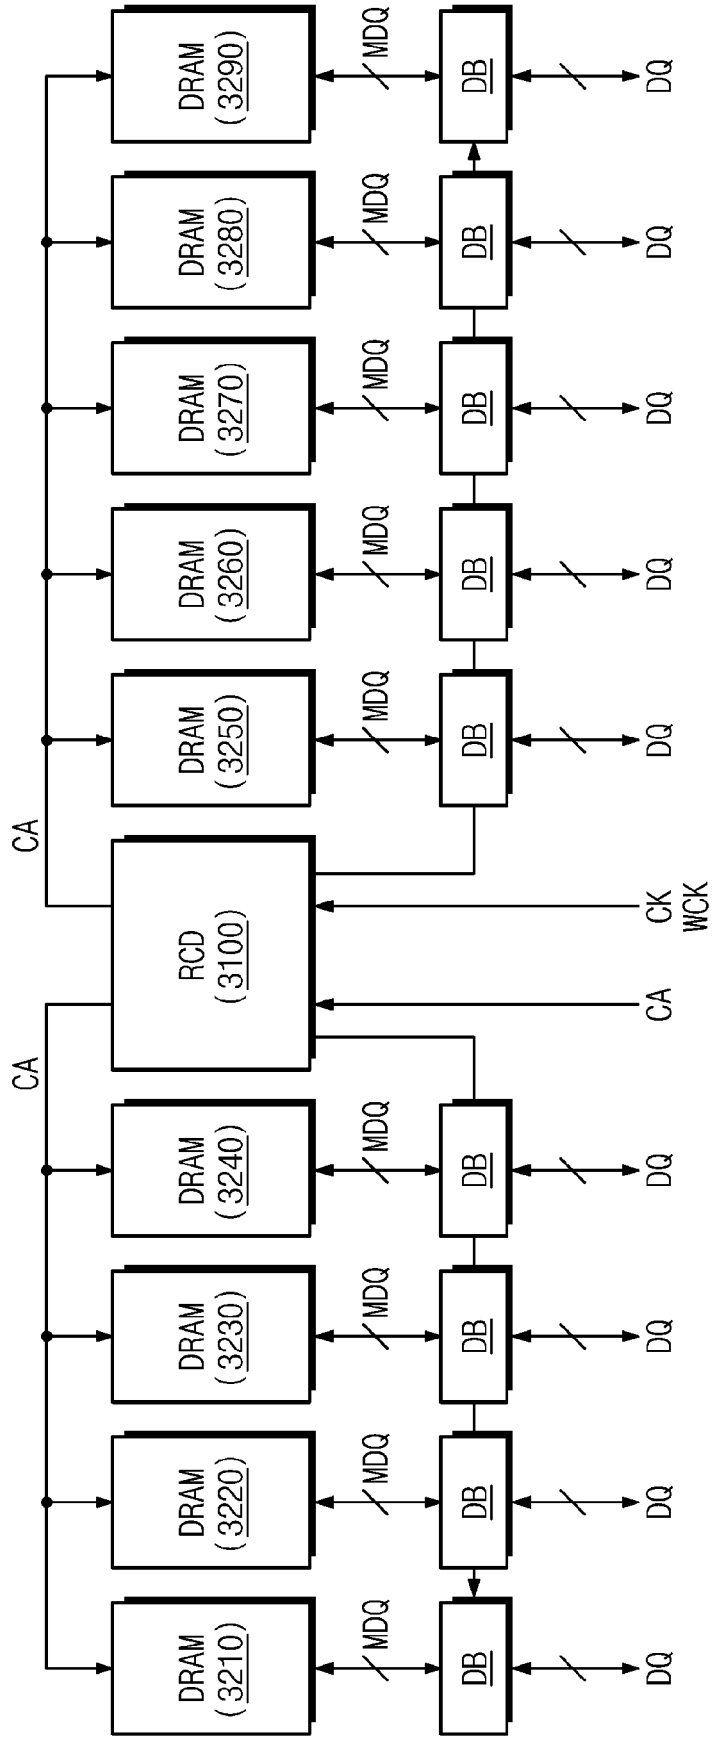 CA
CA
DRAM
(3210)
DRAM
(3220)
DRAM
(3230)
DRAM
(3240)
RCD
(3100)
DRAM
(3250)
DRAM
(3260)
DRAM
(3270)
DRAM
(3280)
DRAM
(3290)
MDQ
MDQ
MDQ
MDQ
MDQ
MDQ
MDQ
MDQ
MDQ
DB
DB
DB
DB
DB
DB
DB
DB
DB
DQ
DQ
DQ
DQ
CA
CK
WCK
DQ
DQ
DQ
DQ
DQ